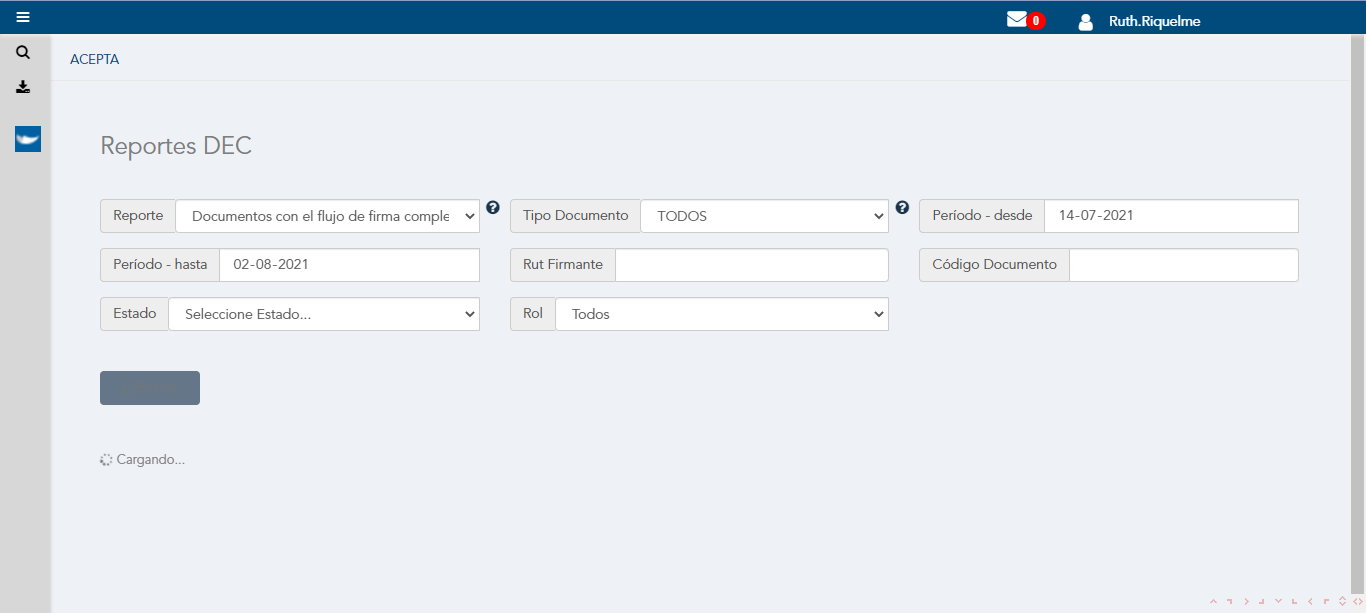 0 Ruth.Riquelme
ACEPTA
Reportes DEC
Reporte Documentos con el flujo de firma comple Tipo Documento TODOS Período - desde 14-07-2021
Período - hasta 02-08-2021 Rut Firmante Código Documento
Estado Seleccione Estado... Rol Todos
Cargando...